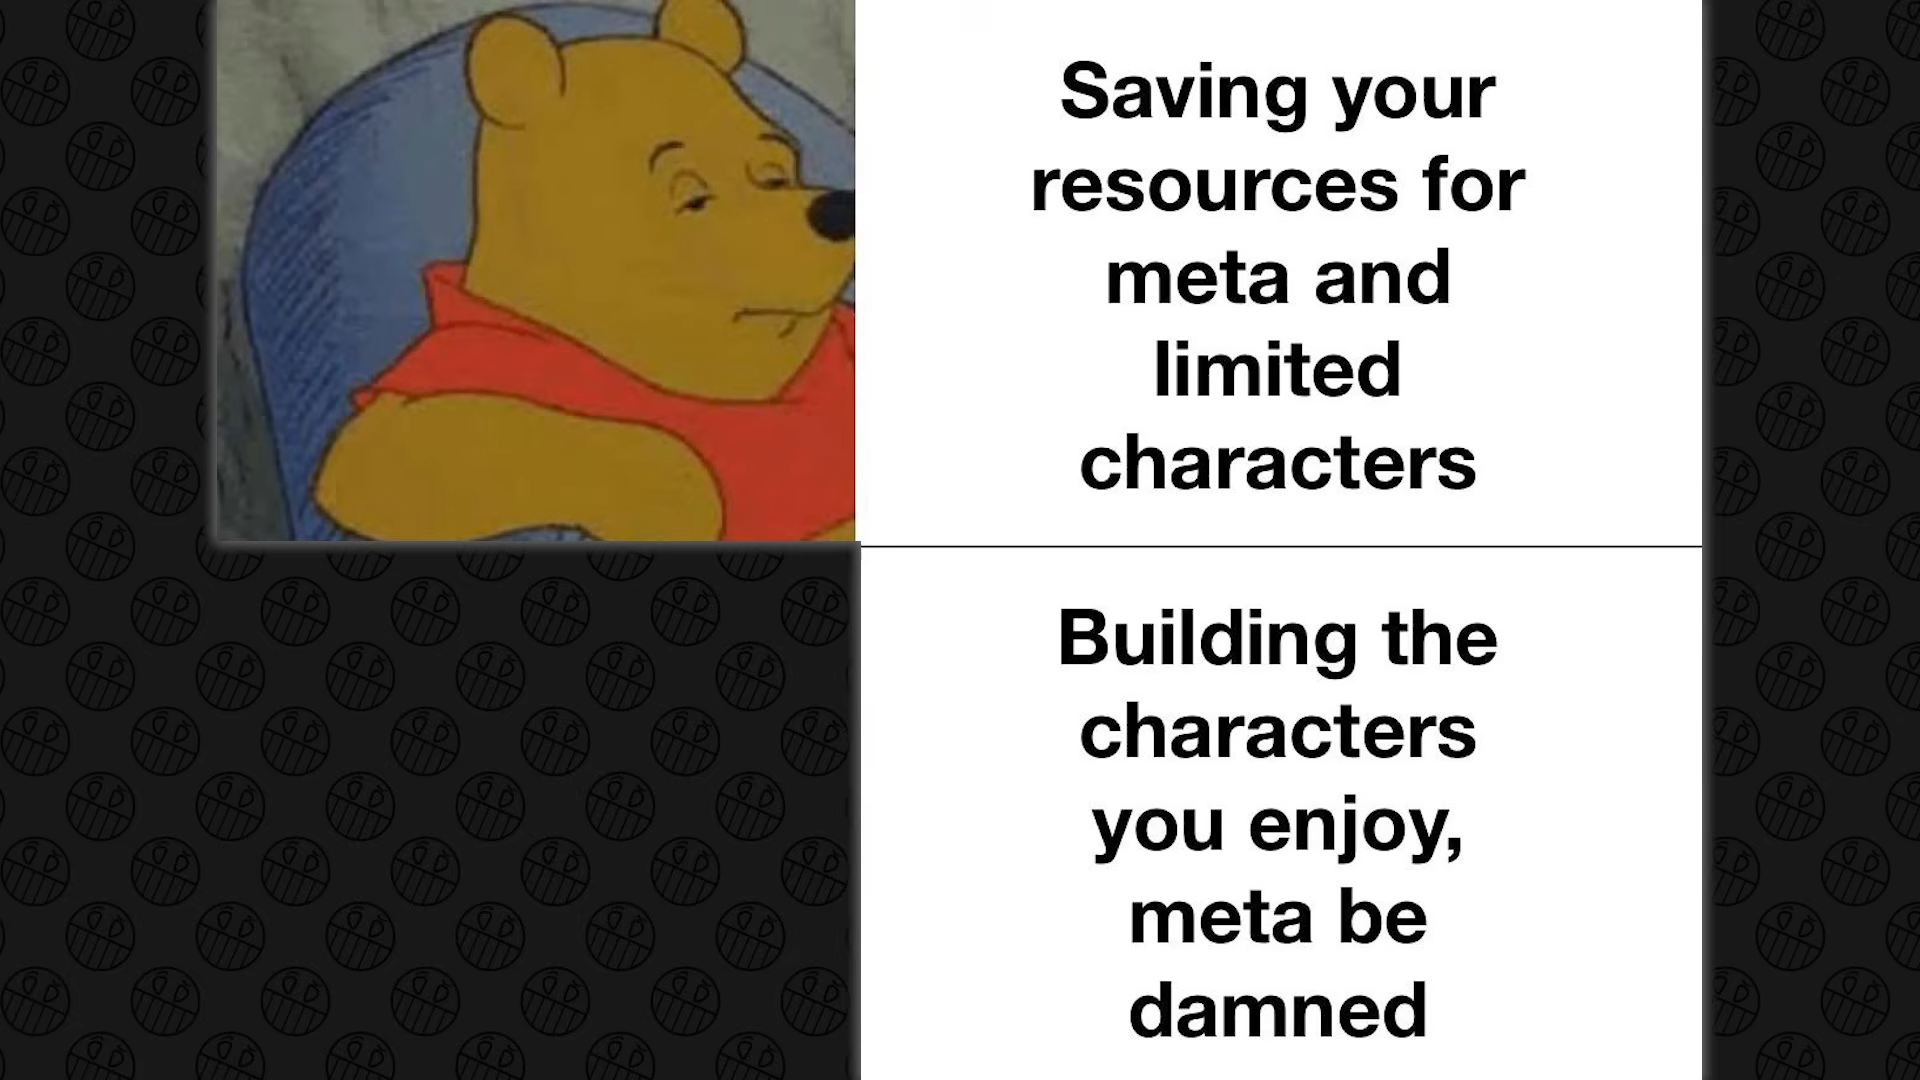 Saving your
resources for
meta and
limited
characters
Building the
characters
you enjoy,
meta be
damned